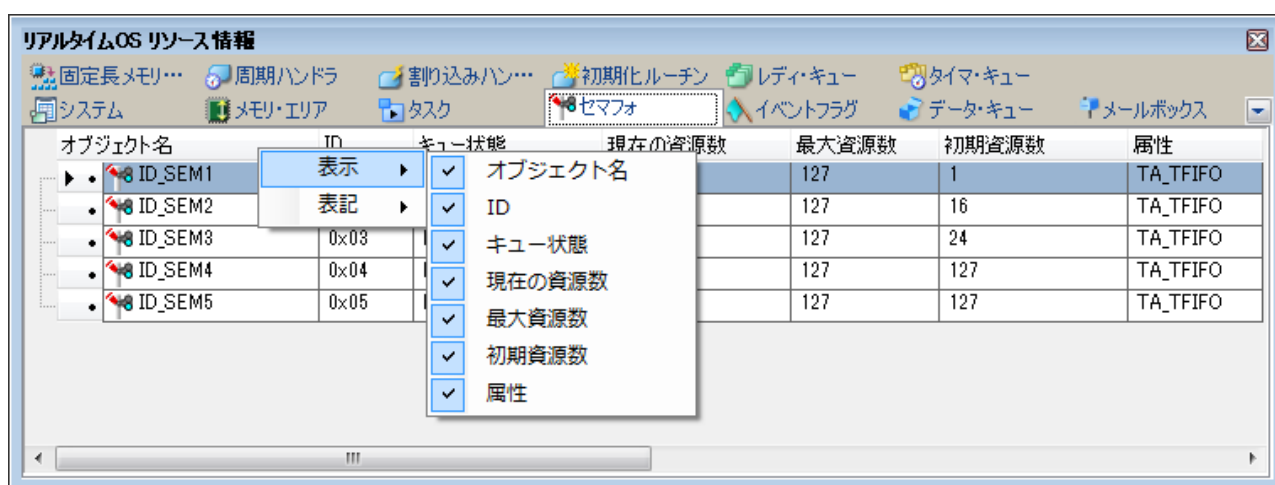 リアルタイムOS リソース情報
固定長メモリ… 周期ハンドラ 割り込みハン… 初期化ルーチン レディ・キュー タイマ・キュー
システム メモリ・エリア タスク セマフォ イベントフラグ データ・キュー メールボックス
オブジェクト名 ID キュー状態 現在の資源数 最大資源数 初期資源数 属性
ID_SEM1 127 1 TA_TFIFO
ID_SEM2 127 16 TA_TFIFO
ID_SEM3 0x03 127 24 TA_TFIFO
ID_SEM4 0x04 127 127 TA_TFIFO
ID_SEM5 0x05 127 127 TA_TFIFO
表示
表記
オブジェクト名
ID
キュー状態
現在の資源数
最大資源数
初期資源数
属性